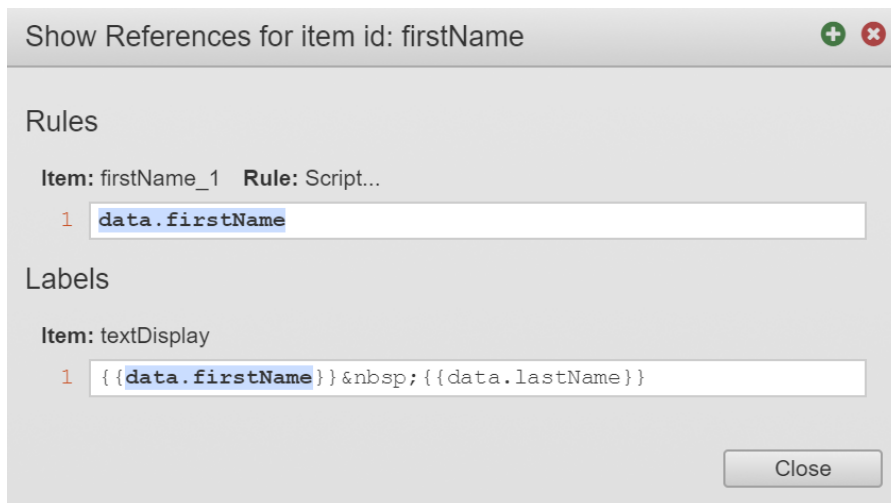 Show References for item id: firstName
Rules
Item: firstName_1 Rule: Script...
1 data.firstName
Labels
Item: textDisplay
1 {{data.firstName}}&nbsp;{{data.lastName}}
Close